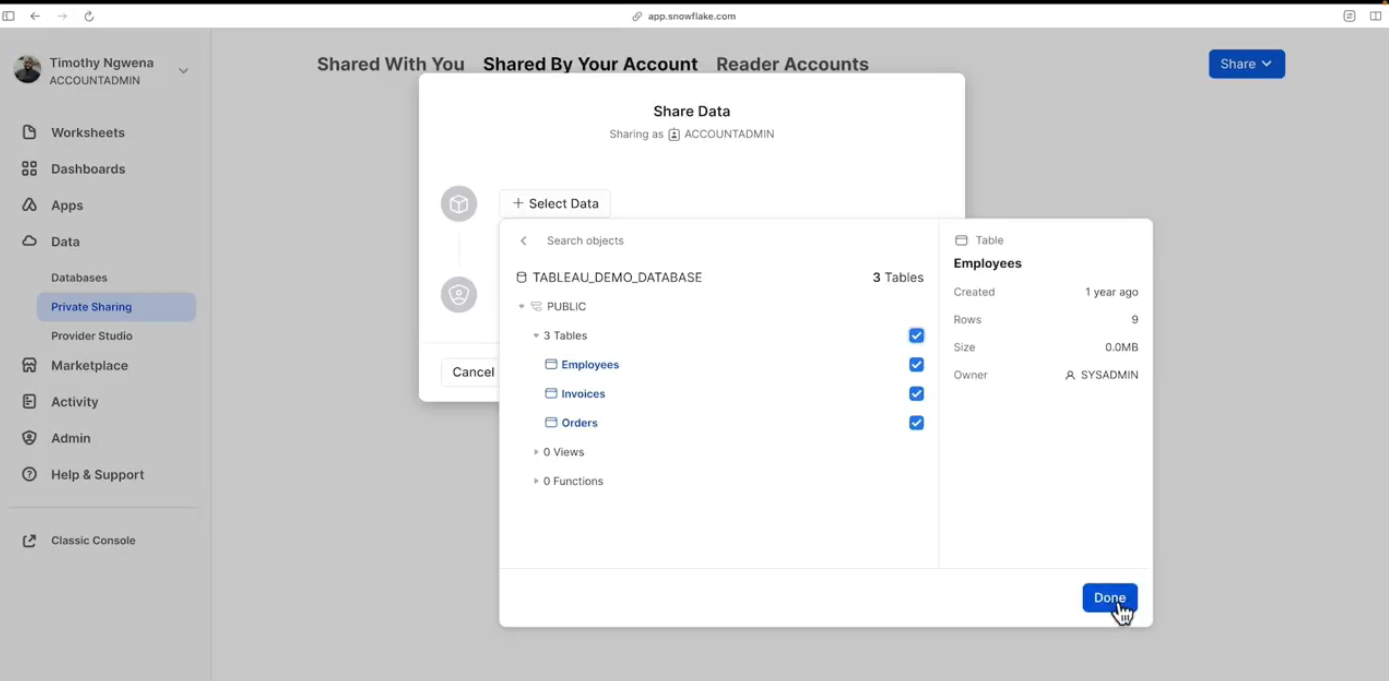 app.snowflake.com
Timothy Ngwena
ACCOUNTADMIN
Worksheets
Dashboards
Apps
Data
Databases
Private Sharing
Provider Studio
Marketplace
Activity
Admin
Help & Support
Classic Console
Shared With You
Shared By Your Account
Reader Accounts
Share
Share Data
Sharing as ACCOUNTADMIN
+ Select Data
Cancel
Search objects
TABLEAU_DEMO_DATABASE 3 Tables
PUBLIC
3 Tables
Employees
Invoices
Orders
0 Views
0 Functions
Table
Employees
Created 1 year ago
Rows 9
Size 0.0MB
Owner SYSADMIN
Done